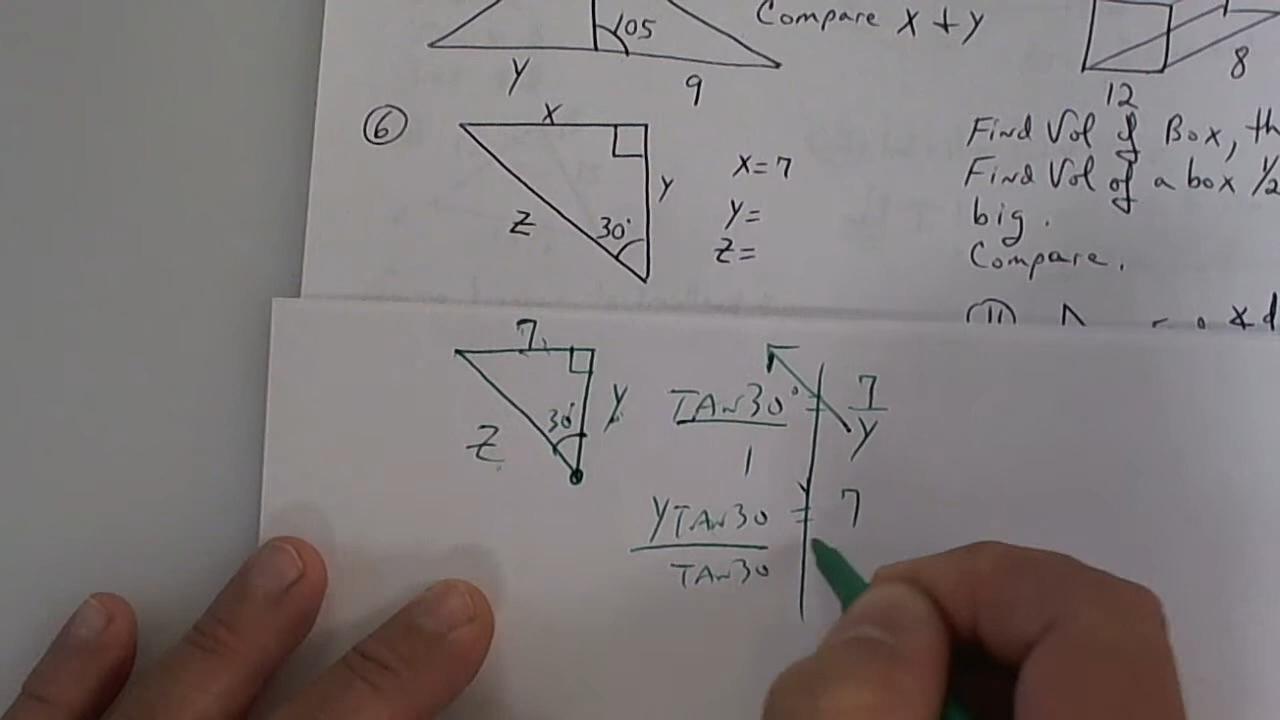 105
Compare x + y
y
9
8
12
6
x
y
z
30°
x=7
y=
z=
Find Vol of Box, th
Find Vol of a box 1/2
big.
Compare.
11
7
30°
y
z
TAN30° = 7
1 y
yTAN30 = 7
TAN30